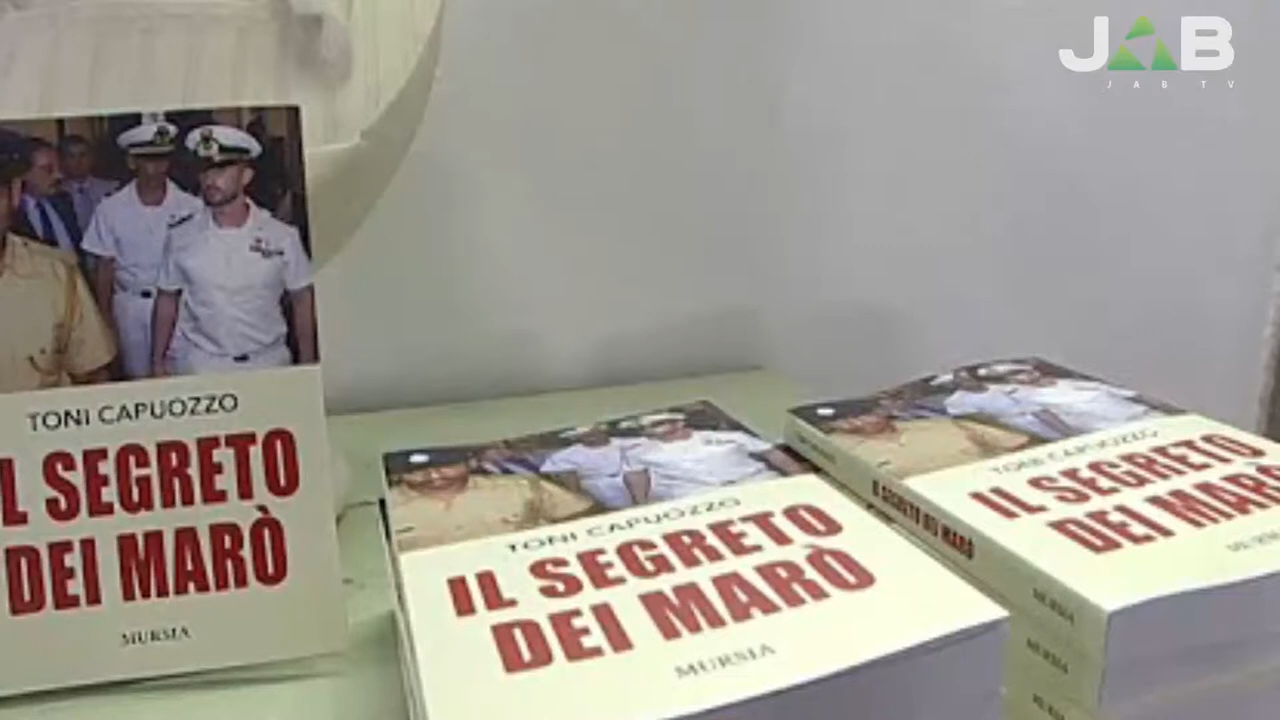 JAB
JAB TV
TONI CAPUOZZO
IL SEGRETO
DEI MARÒ
MURSIA
TONI CAPUOZZO
IL SEGRETO
DEI MARÒ
MURSIA
IL SEGRETO DEI MARÒ
MURSIA
MURSIA
MURSIA
TONI CAPUOZZO
IL SEGRETO
DEI MARÒ